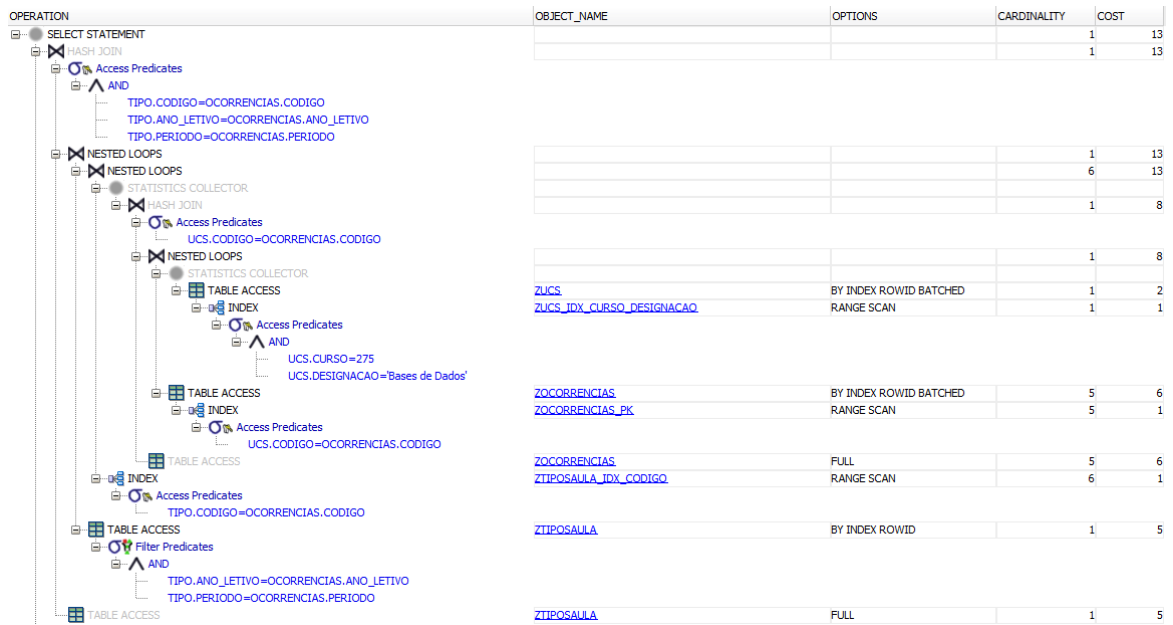 OPERATION OBJECT_NAME OPTIONS CARDINALITY COST
SELECT STATEMENT 1 13
HASH JOIN 1 13
Access Predicates
AND
TIPO.CODIGO=OCORRENCIAS.CODIGO
TIPO.ANO_LETIVO=OCORRENCIAS.ANO_LETIVO
TIPO.PERIODO=OCORRENCIAS.PERIODO
NESTED LOOPS 1 13
NESTED LOOPS 6 13
STATISTICS COLLECTOR
HASH JOIN 1 8
Access Predicates
UCS.CODIGO=OCORRENCIAS.CODIGO
NESTED LOOPS 1 8
STATISTICS COLLECTOR
TABLE ACCESS ZUCS BY INDEX ROWID BATCHED 1 2
INDEX ZUCS_IDX_CURSO_DESIGNACAO RANGE SCAN 1 1
Access Predicates
AND
UCS.CURSO=275
UCS.DESIGNACAO='Bases de Dados'
TABLE ACCESS ZOCORRENCIAS BY INDEX ROWID BATCHED 5 6
INDEX ZOCORRENCIAS_PK RANGE SCAN 5 1
Access Predicates
UCS.CODIGO=OCORRENCIAS.CODIGO
TABLE ACCESS ZOCORRENCIAS FULL 5 6
INDEX ZTIPOSAULA_IDX_CODIGO RANGE SCAN 6 1
Access Predicates
TIPO.CODIGO=OCORRENCIAS.CODIGO
TABLE ACCESS ZTIPOSAULA BY INDEX ROWID 1 5
Filter Predicates
AND
TIPO.ANO_LETIVO=OCORRENCIAS.ANO_LETIVO
TIPO.PERIODO=OCORRENCIAS.PERIODO
TABLE ACCESS ZTIPOSAULA FULL 1 5